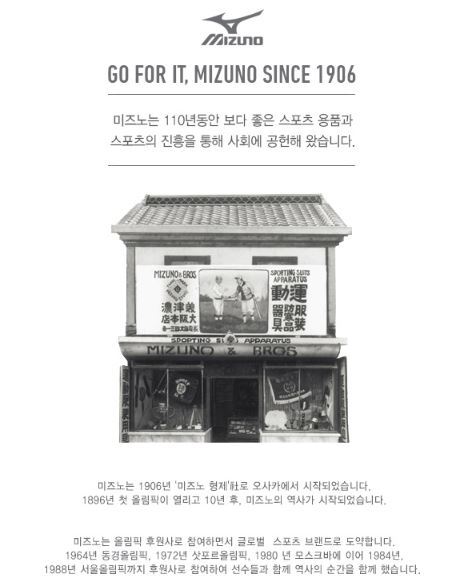 MIZUNO
GO FOR IT, MIZUNO SINCE 1906
미즈노는 110년동안 보다 좋은 스포츠 용품과
스포츠의 진흥을 통해 사회에 공헌해 왔습니다.
MIZUNO & BROS
SPORTING SUITS
APPARATUS
運動
服裝
器具
美津濃
大阪本店
SPORTING APPARATUS
MIZUNO & BROS
미즈노는 1906년 '미즈노 형제'社로 오사카에서 시작되었습니다.
1896년 첫 올림픽이 열리고 10년 후, 미즈노의 역사가 시작되었습니다.
미즈노는 올림픽 후원사로 참여하면서 글로벌 스포츠 브랜드로 도약합니다.
1964년 동경올림픽, 1972년 삿포르올림픽, 1980 년 모스크바에 이어 1984년,
1988년 서울올림픽까지 후원사로 참여하여 선수들과 함께 역사의 순간을 함께 했습니다.